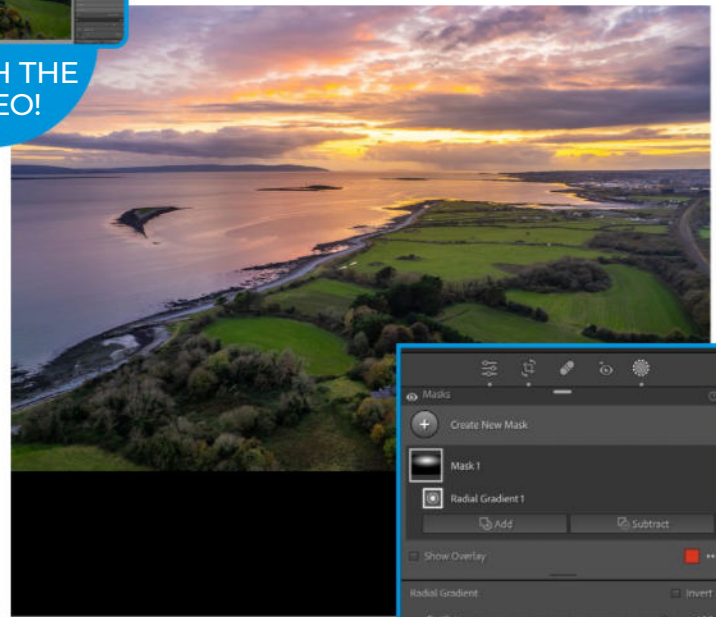 H THE
EO!
Masks
Create New Mask
Mask 1
Radial Gradient 1
Add
Subtract
Show Overlay
Radial Gradient
Invert